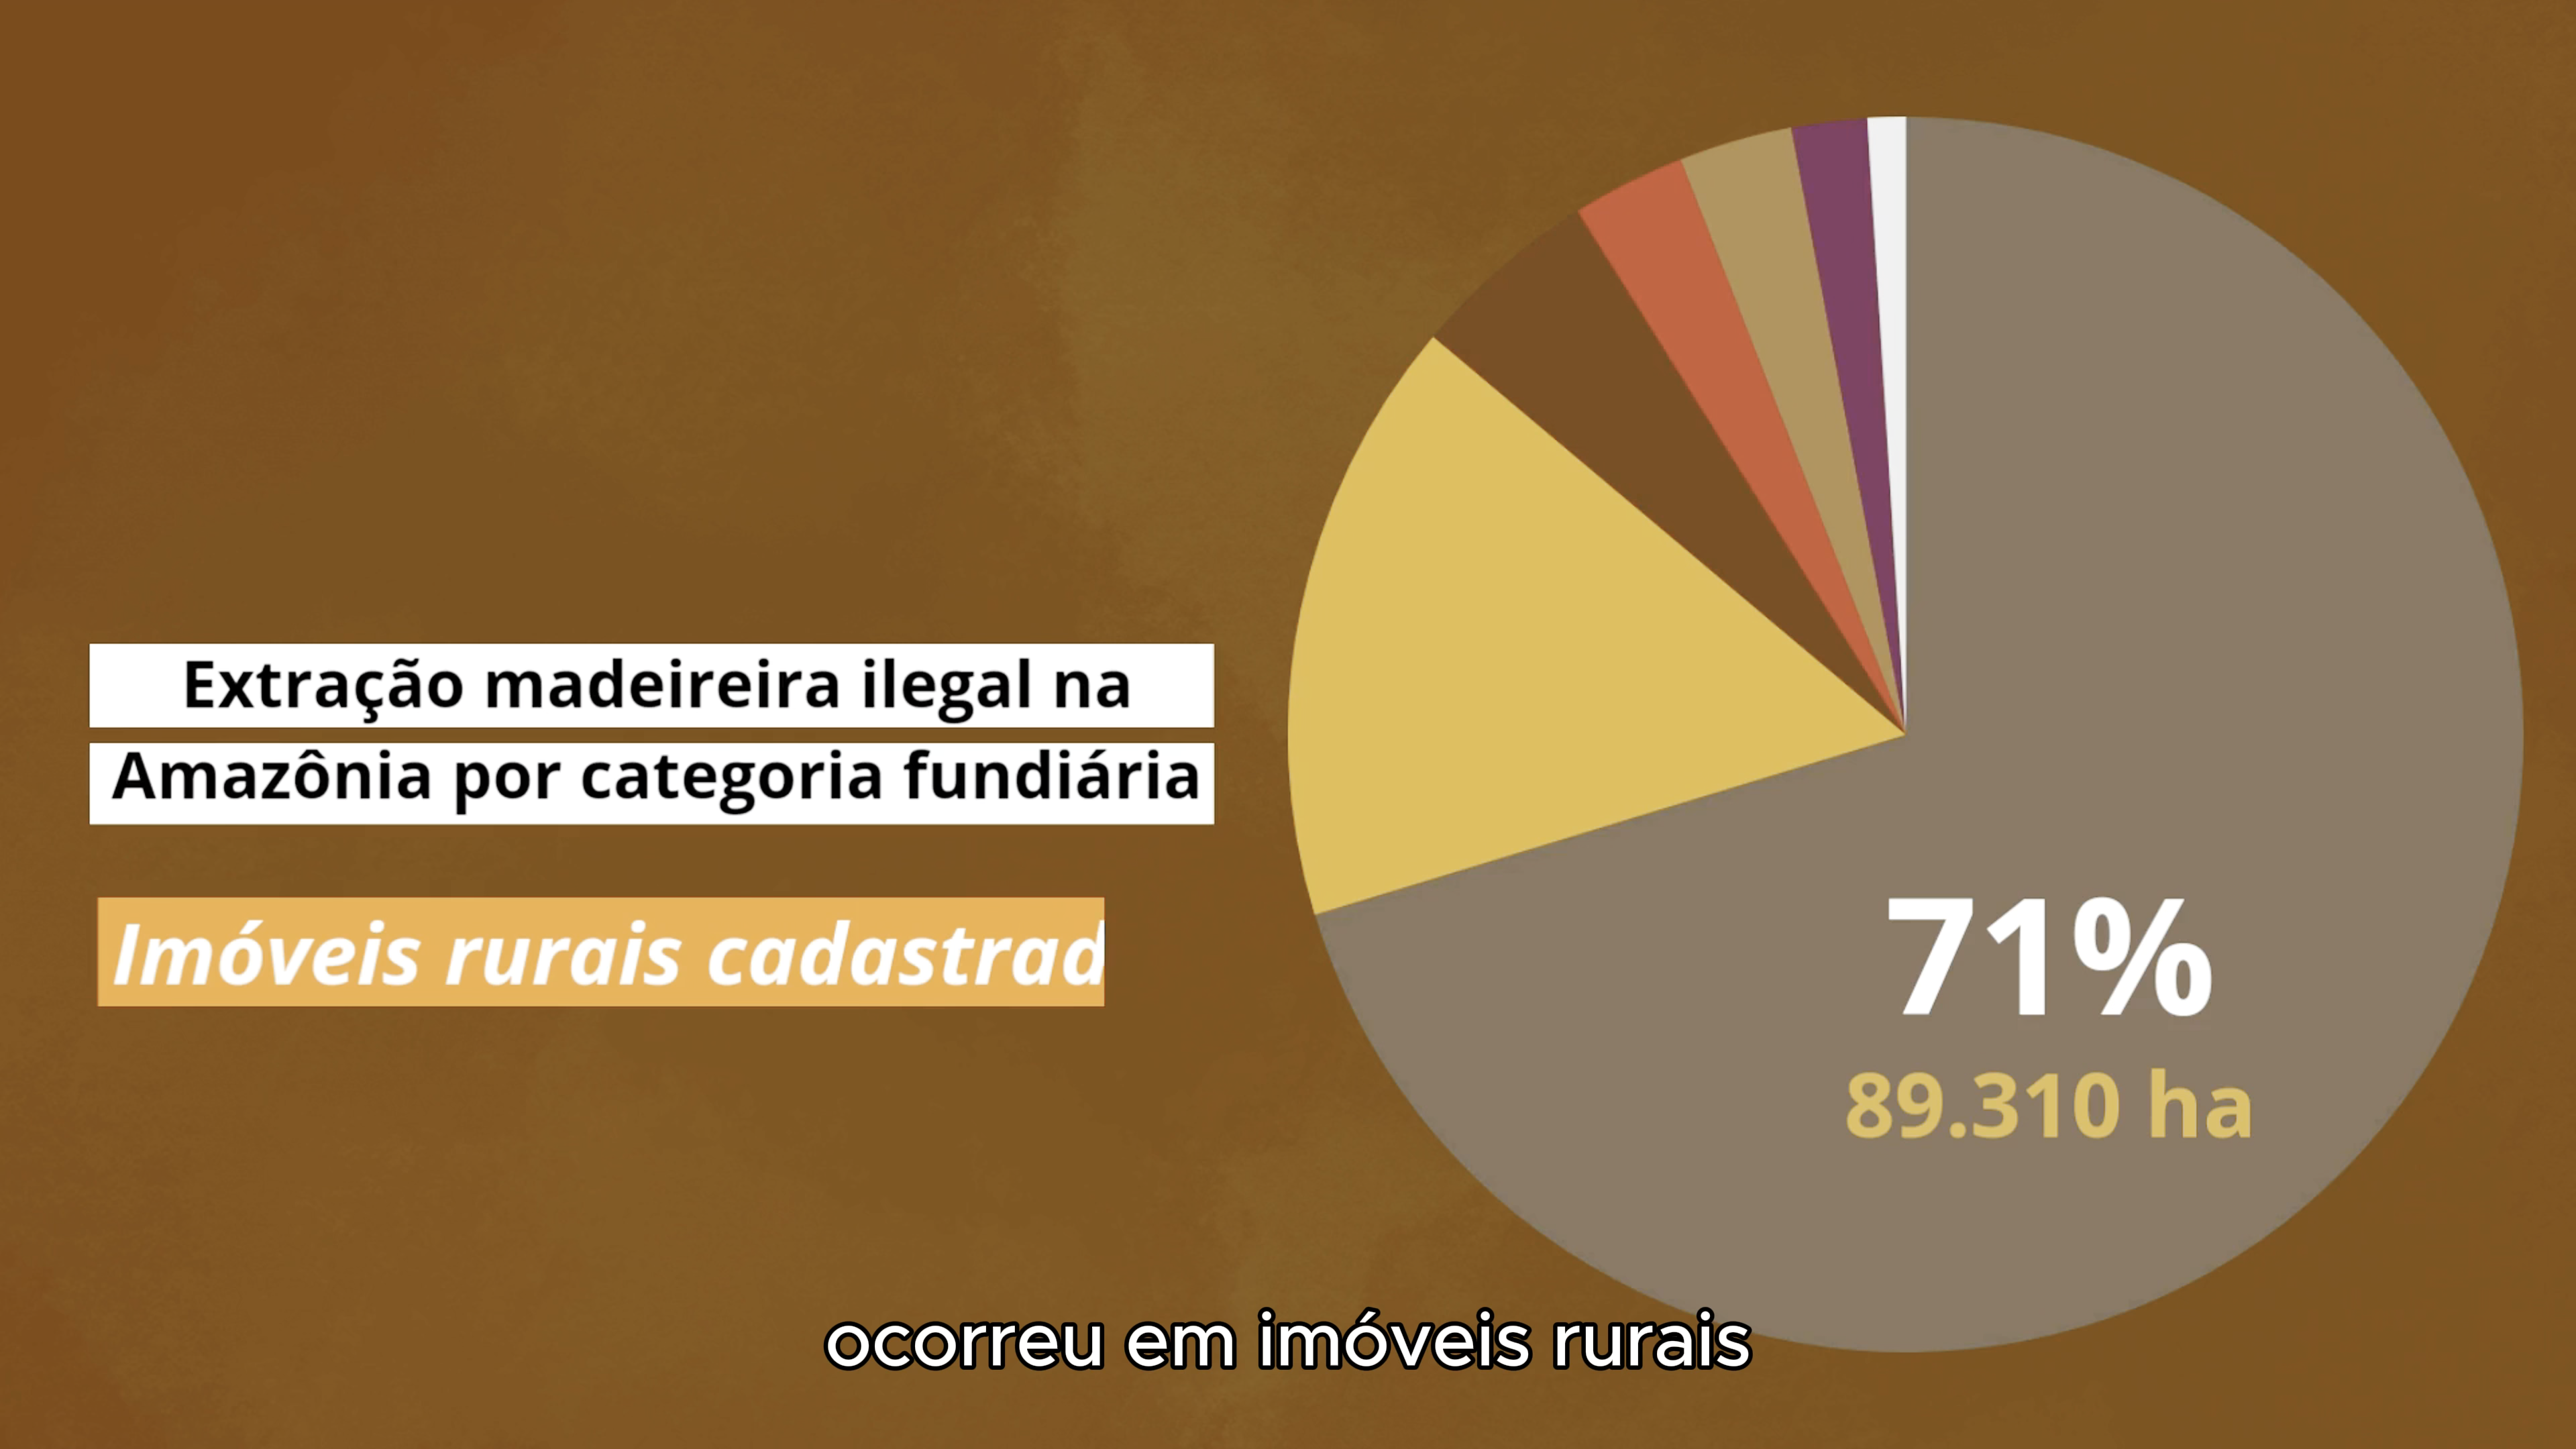 Extração madeireira ilegal na
Amazônia por categoria fundiária
Imóveis rurais cadastrad
71%
89.310 ha
ocorreu em imóveis rurais